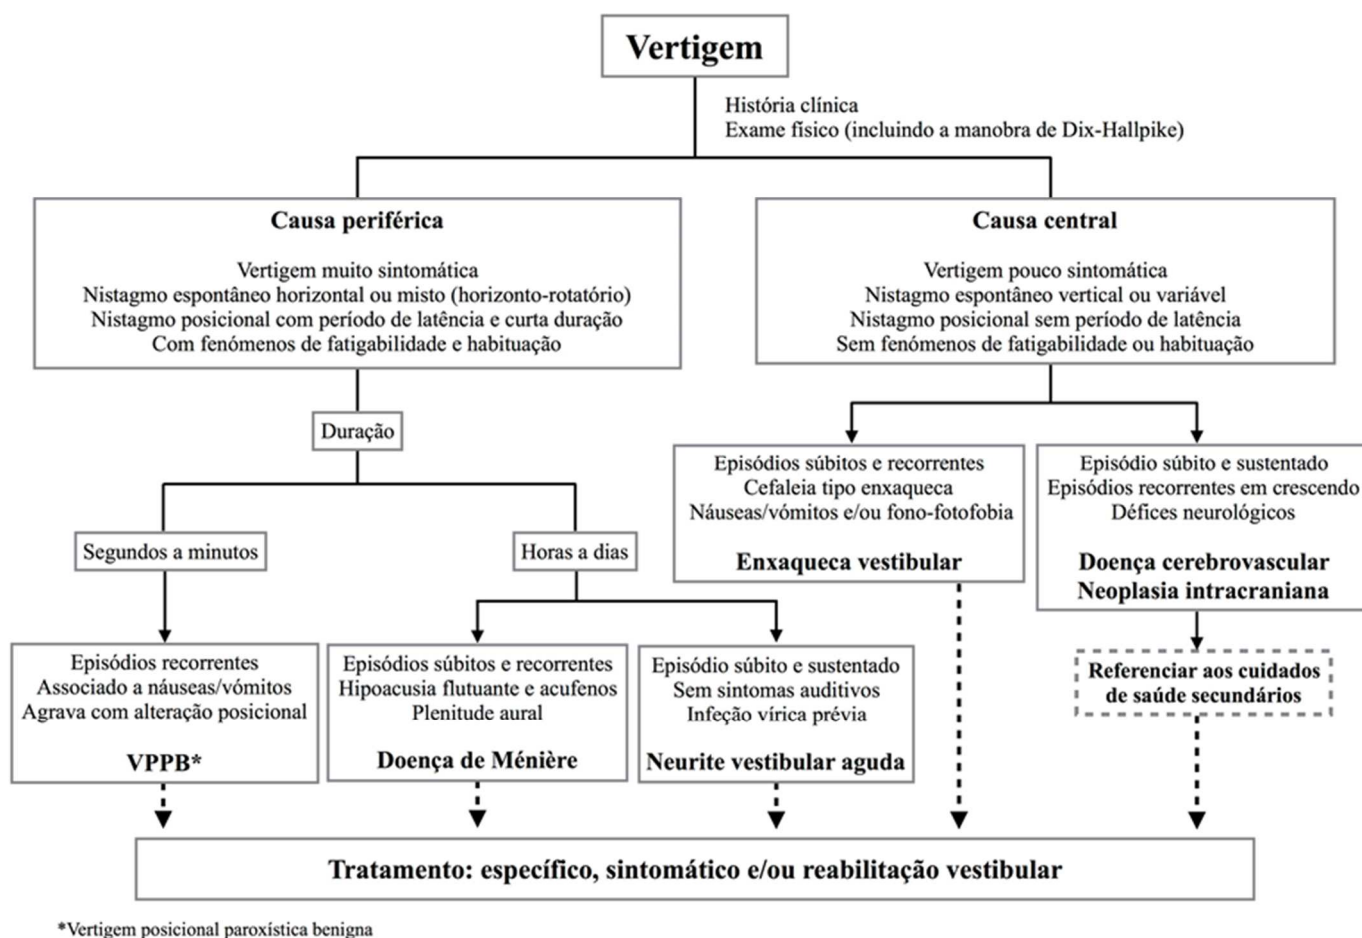 Vertigem
História clínica
Exame físico (incluindo a manobra de Dix-Hallpike)
Causa periférica
Vertigem muito sintomática
Nistagmo espontâneo horizontal ou misto (horizonto-rotatório)
Nistagmo posicional com período de latência e curta duração
Com fenómenos de fatigabilidade e habituação
Causa central
Vertigem pouco sintomática
Nistagmo espontâneo vertical ou variável
Nistagmo posicional sem período de latência
Sem fenómenos de fatigabilidade ou habituação
Duração
Segundos a minutos
Horas a dias
Episódios súbitos e recorrentes
Cefaleia tipo enxaqueca
Náuseas/vómitos e/ou fono-fotofobia
Enxaqueca vestibular
Episódio súbito e sustentado
Episódios recorrentes em crescendo
Défices neurológicos
Doença cerebrovascular
Neoplasia intracraniana
Episódios recorrentes
Associado a náuseas/vómitos
Agrava com alteração posicional
VPPB*
Episódios súbitos e recorrentes
Hipoacusia flutuante e acufenos
Plenitude aural
Doença de Ménière
Episódio súbito e sustentado
Sem sintomas auditivos
Infeção vírica prévia
Neurite vestibular aguda
Referenciar aos cuidados
de saúde secundários
Tratamento: específico, sintomático e/ou reabilitação vestibular
*Vertigem posicional paroxística benigna